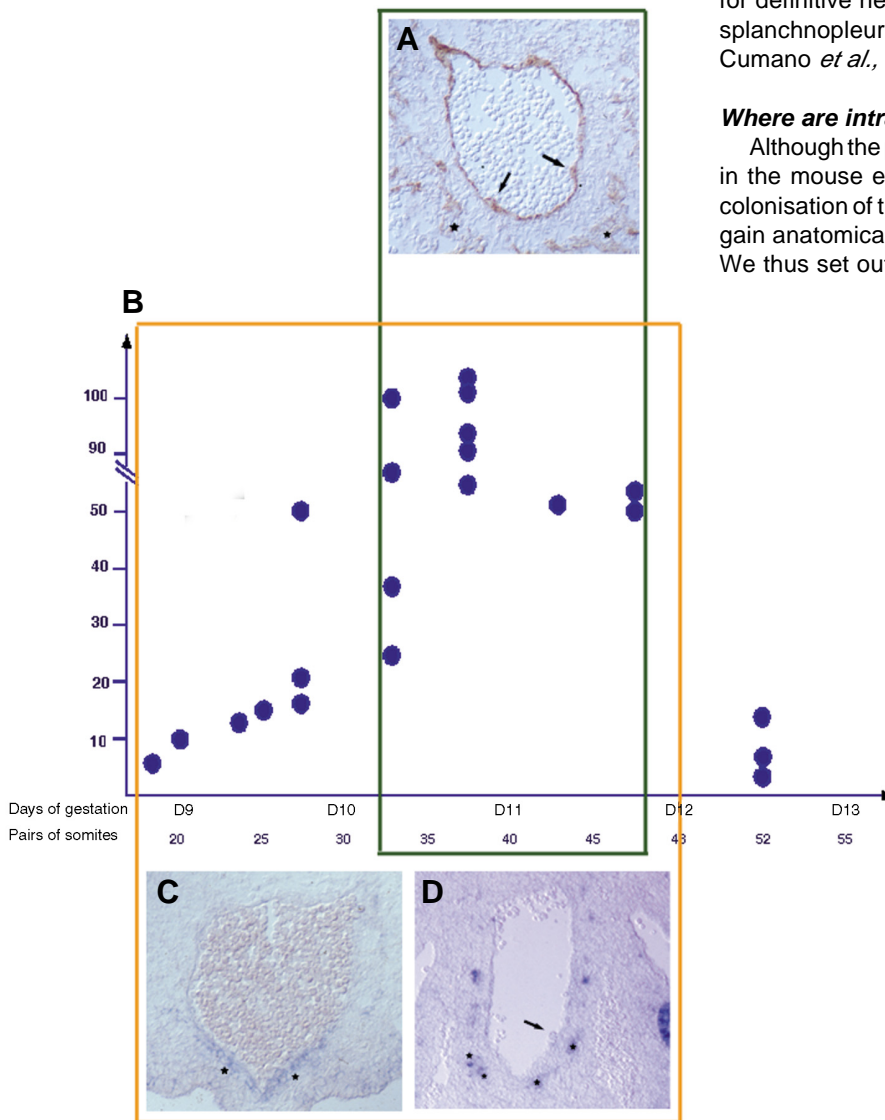 for definitive he
splanchnopleur
Cumano et al.,
Where are intra
Although the
in the mouse e
colonisation of t
gain anatomica
We thus set out
A
B
100
90
50
40
30
20
10
Days of gestation D9 D10 D11 D12 D13
Pairs of somites 20 25 30 35 40 45 48 52 55
C
D